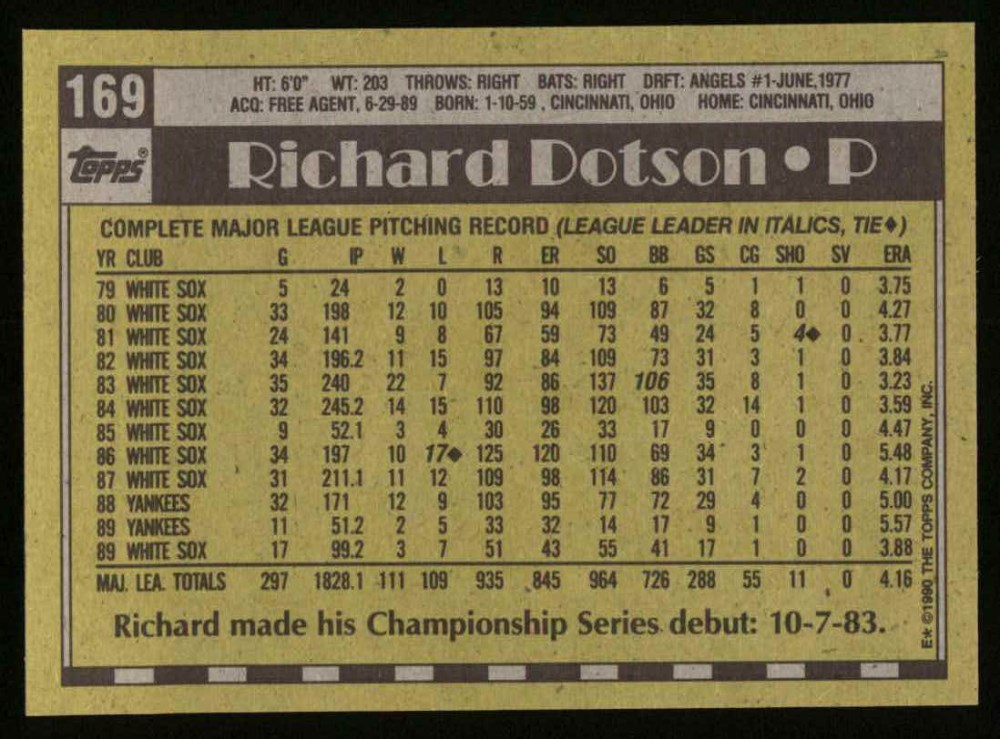 169
HT: 6'0" WT: 203 THROWS: RIGHT BATS: RIGHT DRFT: ANGELS #1-JUNE, 1977
ACQ: FREE AGENT, 6-29-89 BORN: 1-10-59, CINCINNATI, OHIO HOME: CINCINNATI, OHIO
Topps®
Richard Dotson • P
COMPLETE MAJOR LEAGUE PITCHING RECORD (LEAGUE LEADER IN ITALICS, TIE♦)
YR CLUB G IP W L R ER SO BB GS CG SHO SV ERA
79 WHITE SOX 5 24 2 0 13 10 13 6 5 1 1 0 3.75
80 WHITE SOX 33 198 12 10 105 94 109 87 32 8 0 0 4.27
81 WHITE SOX 24 141 9 8 67 59 73 49 24 5 4♦ 0 3.77
82 WHITE SOX 34 196.2 11 15 97 84 109 73 31 3 1 0 3.84
83 WHITE SOX 35 240 22 7 92 86 137 106 35 8 1 0 3.23
84 WHITE SOX 32 245.2 14 15 110 98 120 103 32 14 1 0 3.59
85 WHITE SOX 9 52.1 3 4 30 26 33 17 9 0 0 0 4.47
86 WHITE SOX 34 197 10 17♦ 125 120 110 69 34 3 1 0 5.48
87 WHITE SOX 31 211.1 11 12 109 98 114 86 31 7 2 0 4.17
88 YANKEES 32 171 12 9 103 95 77 72 29 4 0 0 5.00
89 YANKEES 11 51.2 2 5 33 32 14 17 9 1 0 0 5.57
89 WHITE SOX 17 99.2 3 7 51 43 55 41 17 1 0 0 3.88
MAJ. LEA. TOTALS 297 1828.1 111 109 935 845 964 726 288 55 11 0 4.16
Richard made his Championship Series debut: 10-7-83.
E* ©1990 THE TOPPS COMPANY, INC.